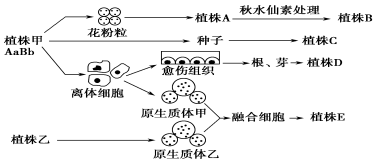 秋水仙素处理
花粉粒 植株A 植株B
植株甲 AaBb
种子 植株C
离体细胞 愈伤组织 根、芽 植株D
原生质体甲
融合细胞 植株E
植株乙
原生质体乙